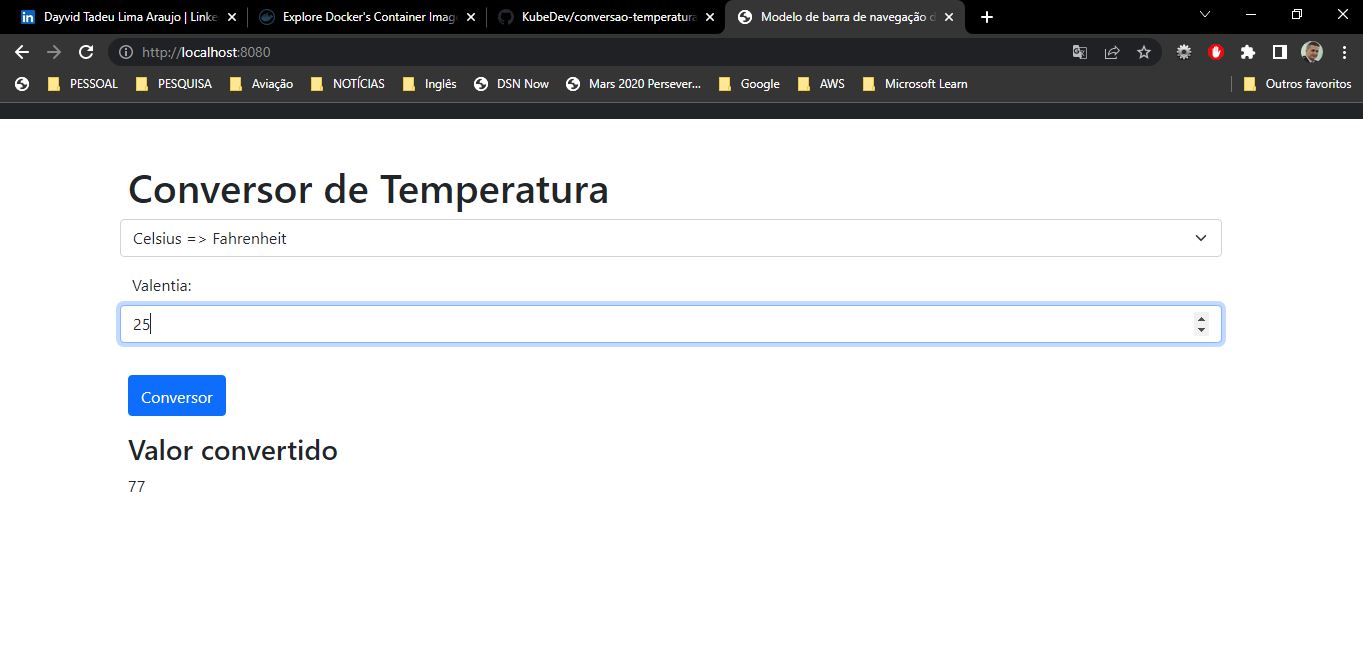 Dayvid Tadeu Lima Araujo | Linke
Explore Docker's Container Imag
KubeDev/conversao-temperatura
Modelo de barra de navegação d
http://localhost:8080
PESSOAL PESQUISA Aviação NOTÍCIAS Inglês DSN Now Mars 2020 Persever... Google AWS Microsoft Learn Outros favoritos
Conversor de Temperatura
Celsius => Fahrenheit
Valentia:
25
Conversor
Valor convertido
77